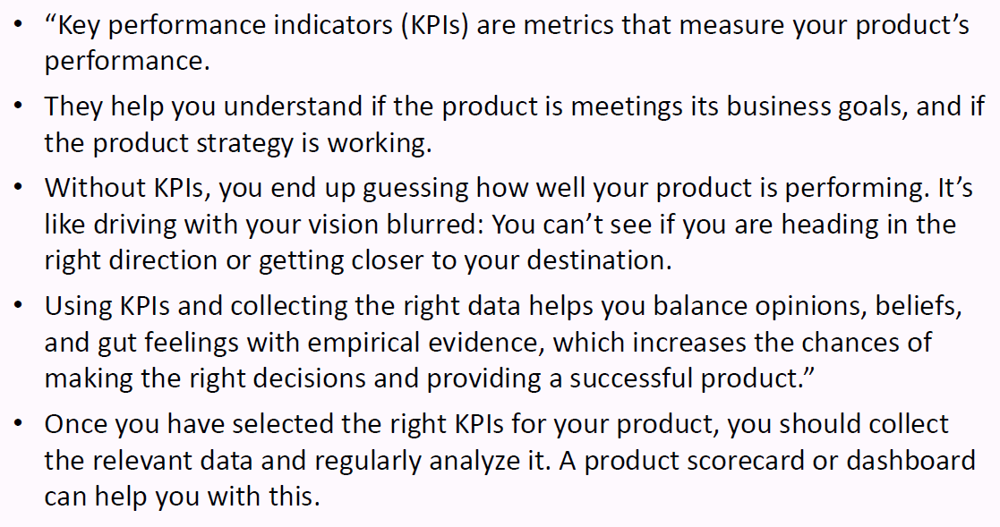 • “Key performance indicators (KPIs) are metrics that measure your product’s
performance.
• They help you understand if the product is meetings its business goals, and if
the product strategy is working.
• Without KPIs, you end up guessing how well your product is performing. It’s
like driving with your vision blurred: You can’t see if you are heading in the
right direction or getting closer to your destination.
• Using KPIs and collecting the right data helps you balance opinions, beliefs,
and gut feelings with empirical evidence, which increases the chances of
making the right decisions and providing a successful product.”
• Once you have selected the right KPIs for your product, you should collect
the relevant data and regularly analyze it. A product scorecard or dashboard
can help you with this.